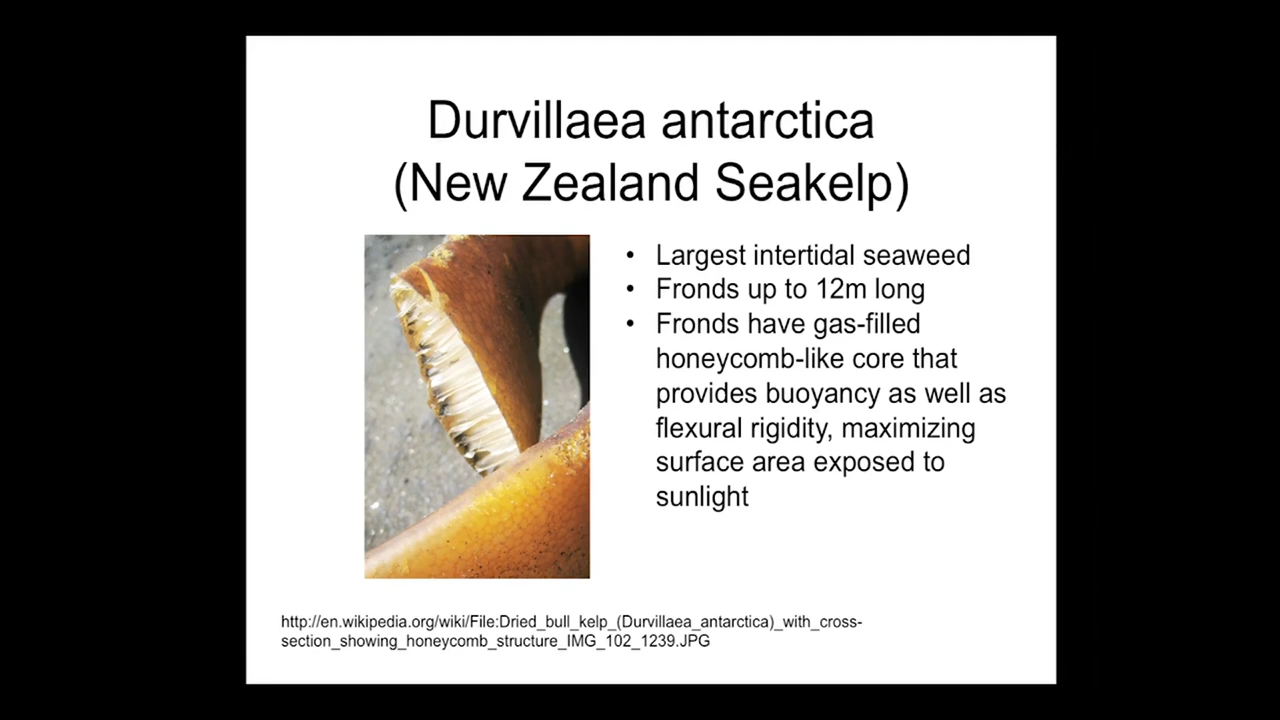 Durvillaea antarctica
(New Zealand Seakelp)
• Largest intertidal seaweed
• Fronds up to 12m long
• Fronds have gas-filled
honeycomb-like core that
provides buoyancy as well as
flexural rigidity, maximizing
surface area exposed to
sunlight
http://en.wikipedia.org/wiki/File:Dried_bull_kelp_(Durvillaea_antarctica)_with_cross-
section_showing_honeycomb_structure_IMG_102_1239.JPG